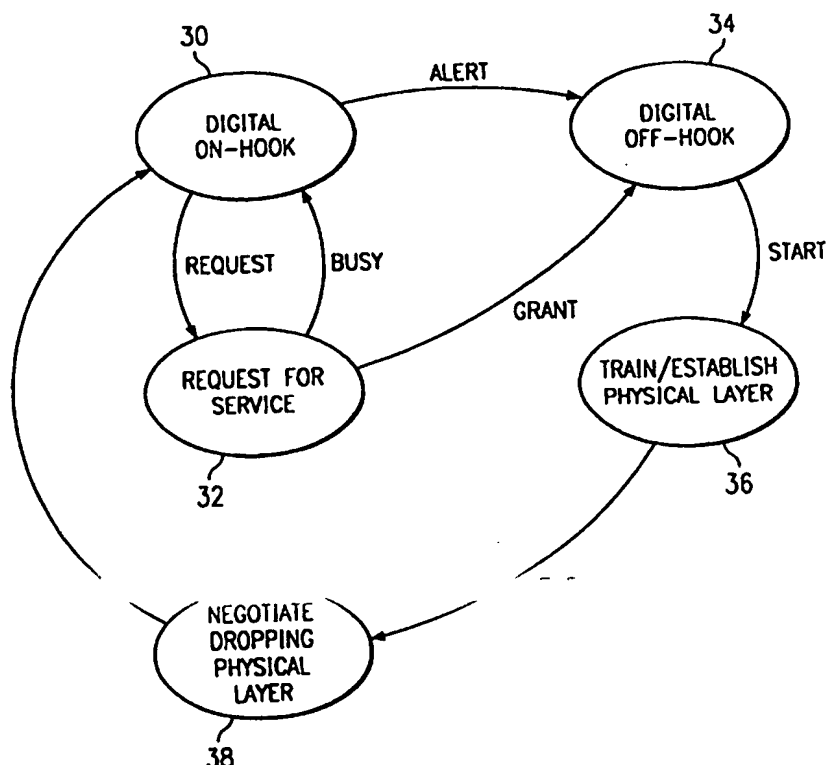 30
34
DIGITAL
ON-HOOK
ALERT
DIGITAL
OFF-HOOK
REQUEST
BUSY
START
GRANT
REQUEST FOR
SERVICE
TRAIN/ESTABLISH
PHYSICAL LAYER
32
36
NEGOTIATE
DROPPING
PHYSICAL
LAYER
38